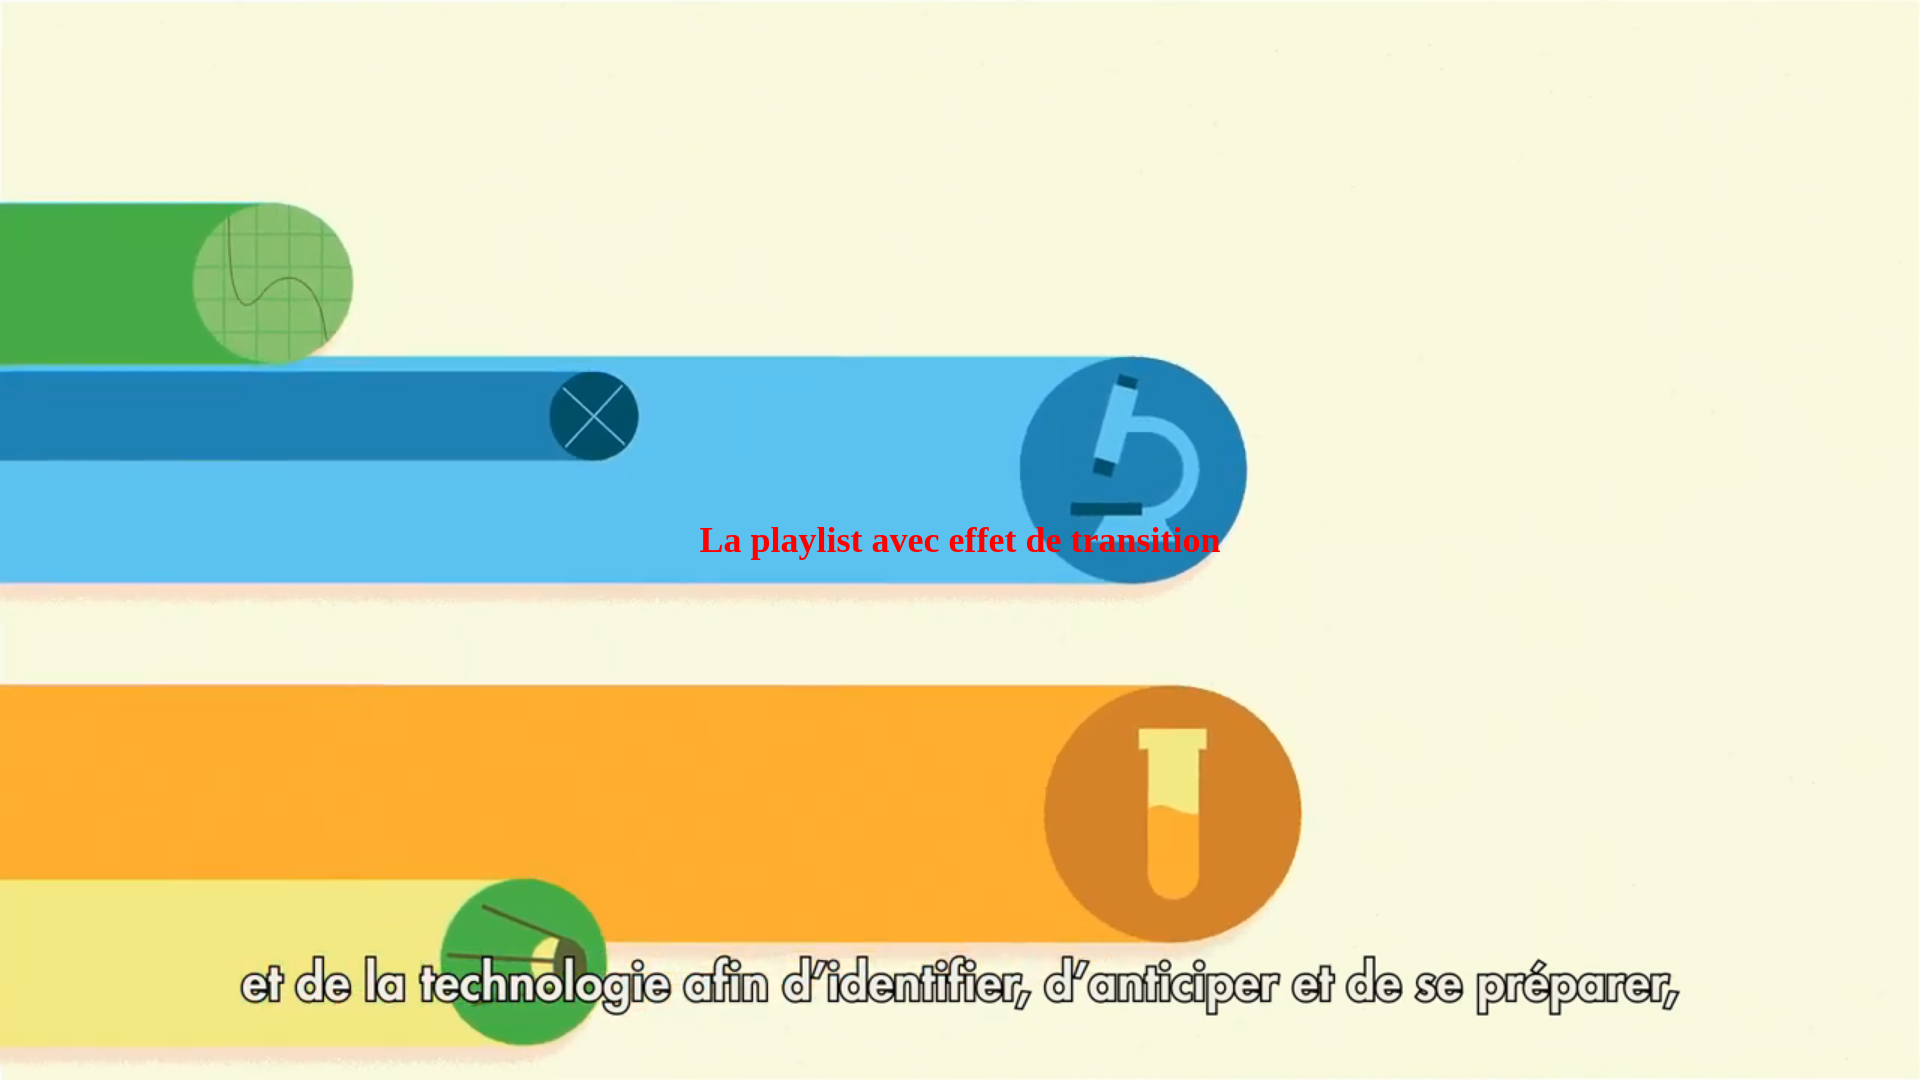 La playlist avec effet de transition
et de la technologie afin d’identifier, d’anticiper et de se préparer,